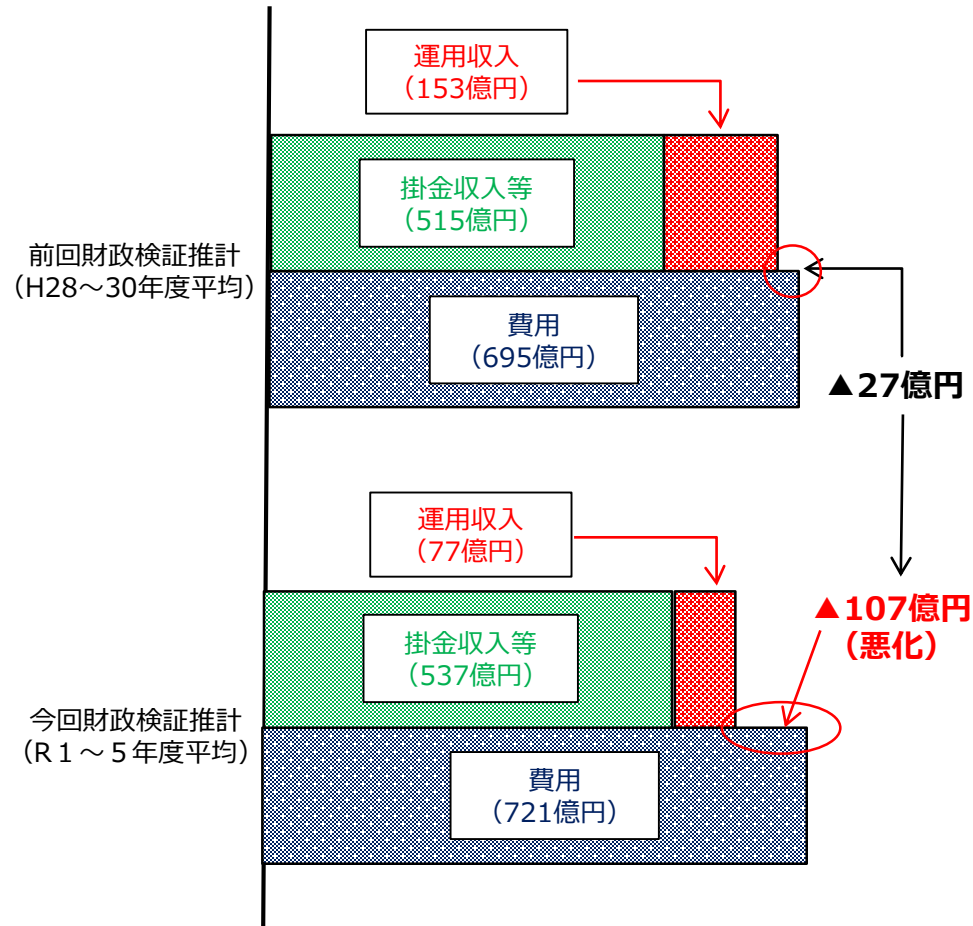 運用収入
（153億円）
掛金収入等
（515億円）
前回財政検証推計
（H28～30年度平均）
費用
（695億円）
▲27億円
運用収入
（77億円）
▲107億円
（悪化）
掛金収入等
（537億円）
今回財政検証推計
（R１～５年度平均）
費用
（721億円）